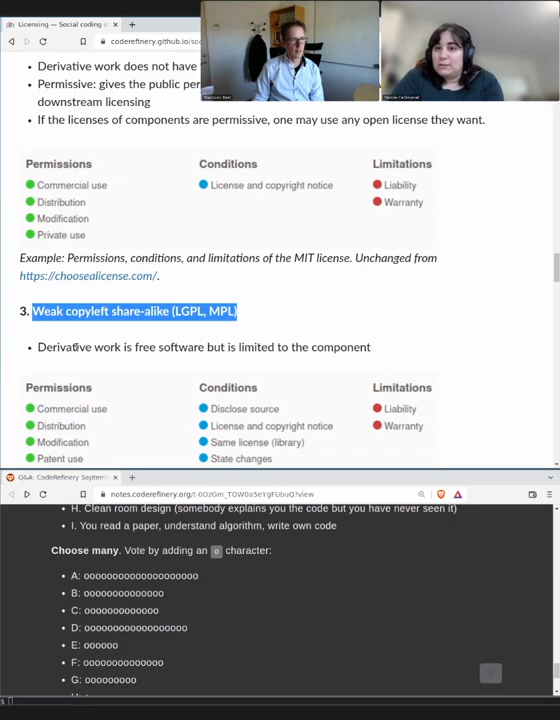 Licensing — Social coding
coderefinery.github.io/so
Derivative work does not have
Permissive: gives the public per
downstream licensing
If the licenses of components are permissive, one may use any open license they want.
Permissions Conditions Limitations
Commercial use License and copyright notice Liability
Distribution Warranty
Modification
Private use
Example: Permissions, conditions, and limitations of the MIT license. Unchanged from
https://choosealicense.com/.
3. Weak copyleft share-alike (LGPL, MPL)
Derivative work is free software but is limited to the component
Permissions Conditions Limitations
Commercial use Disclose source Liability
Distribution License and copyright notice Warranty
Modification Same license (library)
Patent use State changes
Q&A: CodeRefinery Septem
notes.coderefinery.org/
H. Clean room design (somebody explains you the code but you have never seen it)
I. You read a paper, understand algorithm, write own code
Choose many. Vote by adding an o character:
A: oooooooooooooooooooo
B: oooooooooooooo
C: ooooooooooooo
D: oooooooooooooooooo
E: oooooo
F: oooooooooooooo
G: ooooooooo